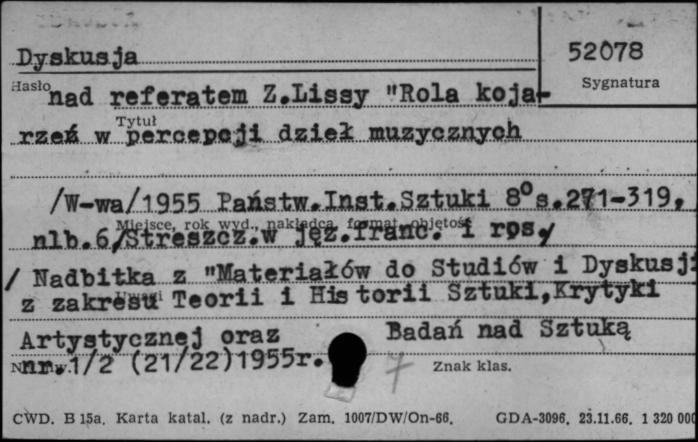 Dyskusja
52078
Hasło
Sygnatura
nad referatem Z.Lissy "Rola koja-
Tytuł
rzeń w percepcji dzieł muzycznych
/W-wa/1955 Państw.Inst.Sztuki 8° s.271-319,
Miejsce, rok wyd., nakładca, format, objętość
nlb.6,/Streszcz.w jęz.franc. i ros./
/ Nadbitka z "Materiałów do Studiów i Dyskusji
z zakresu Teorii i Historii Sztuki,Krytyki
Artystycznej oraz Badań nad Sztuką
nr.1/2 (21/22)1955r.
7
Znak klas.
CWD. B 15a. Karta katal. (z nadr.) Zam. 1007/DW/On-66. GDA-3096. 23.11.66. 1 320 000